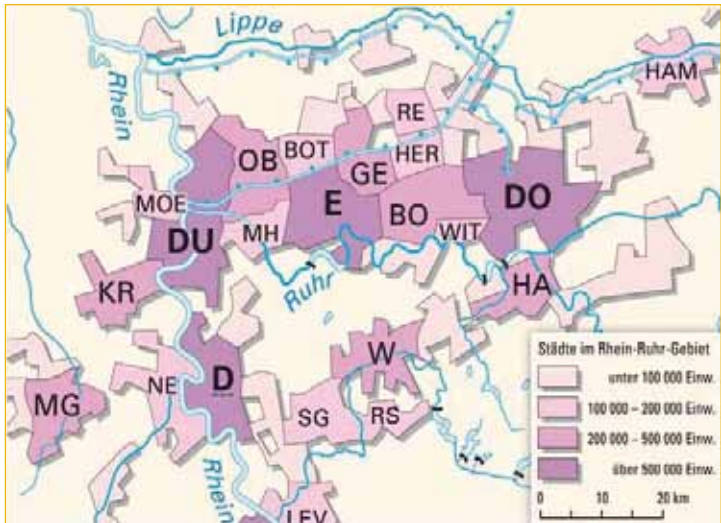 Lippe
HAM
Rhein
RE
OB
BOT
HER
GE
MOE
E
DO
BO
DU
MH
WIT
Ruhr
KR
HA
W
D
NE
MG
SG
RS
Rhein
LEV
Städte im Rhein-Ruhr-Gebiet
unter 100 000 Einw.
100 000 – 200 000 Einw.
200 000 – 500 000 Einw.
über 500 000 Einw.
0 10 20 km